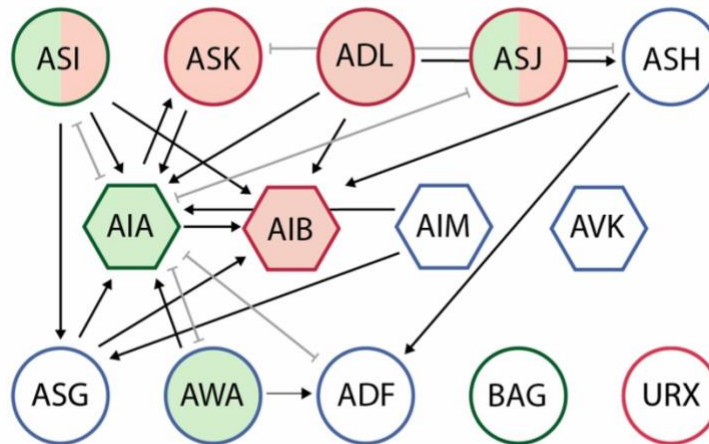 ASI ASK ADL ASJ ASH
AIA AIB AIM AVK
ASG AWA ADF BAG URX